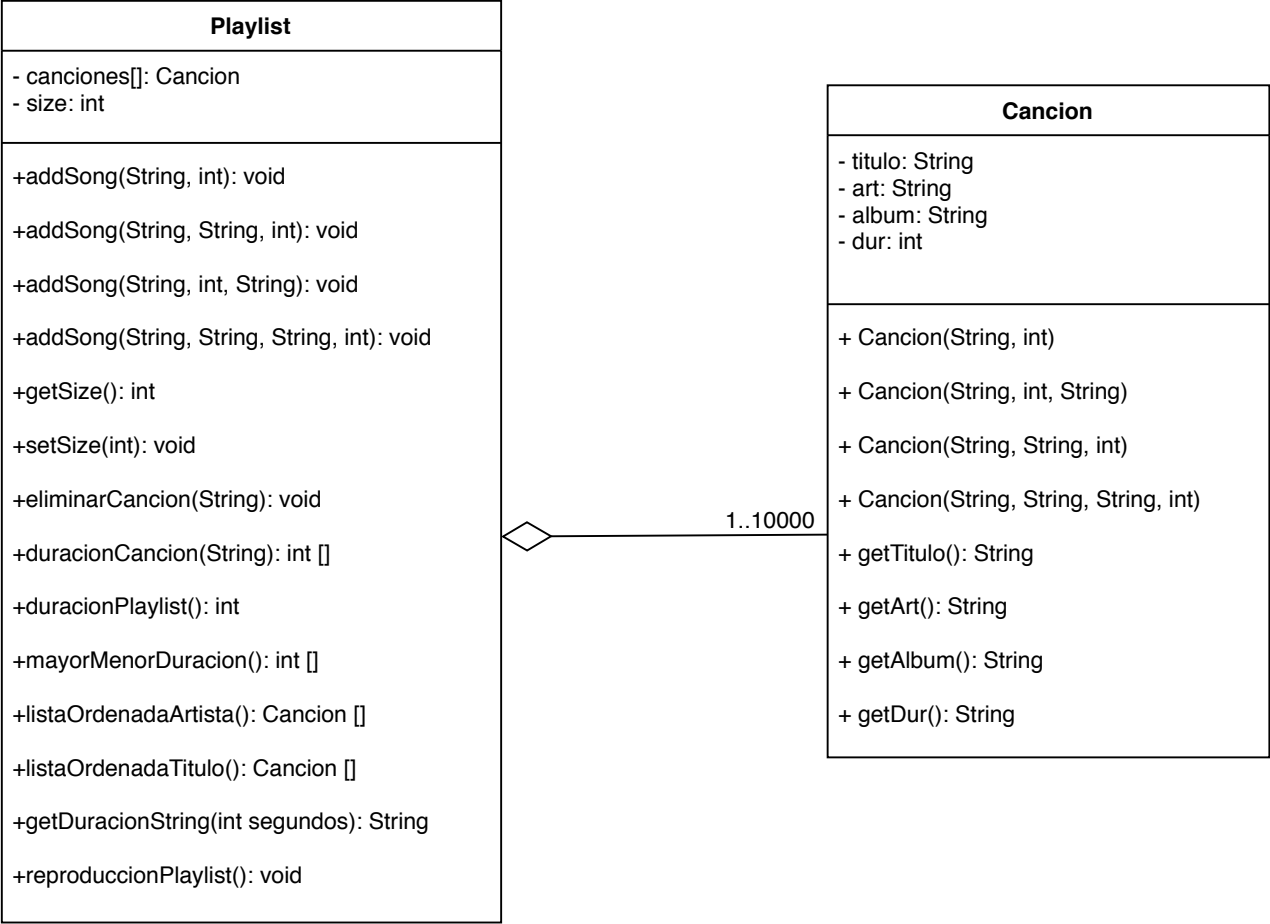 Playlist
- canciones[]: Cancion
- size: int
+addSong(String, int): void
+addSong(String, String, int): void
+addSong(String, int, String): void
+addSong(String, String, String, int): void
+getSize(): int
+setSize(int): void
+eliminarCancion(String): void
+duracionCancion(String): int []
+duracionPlaylist(): int
+mayorMenorDuracion(): int []
+listaOrdenadaArtista(): Cancion []
+listaOrdenadaTitulo(): Cancion []
+getDuracionString(int segundos): String
+reproduccionPlaylist(): void
1..10000
Cancion
- titulo: String
- art: String
- album: String
- dur: int
+ Cancion(String, int)
+ Cancion(String, int, String)
+ Cancion(String, String, int)
+ Cancion(String, String, String, int)
+ getTitulo(): String
+ getArt(): String
+ getAlbum(): String
+ getDur(): String